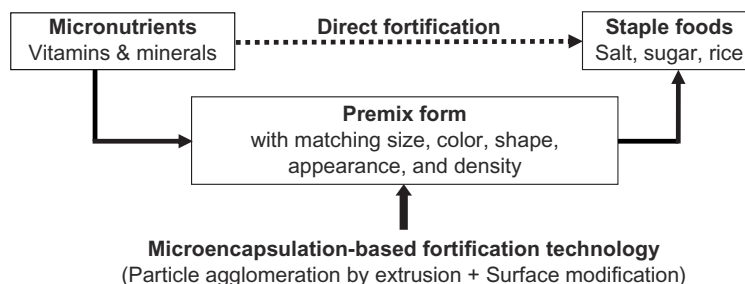 Micronutrients
Vitamins & minerals
Direct fortification
Staple foods
Salt, sugar, rice
Premix form
with matching size, color, shape,
appearance, and density
Microencapsulation-based fortification technology
(Particle agglomeration by extrusion + Surface modification)